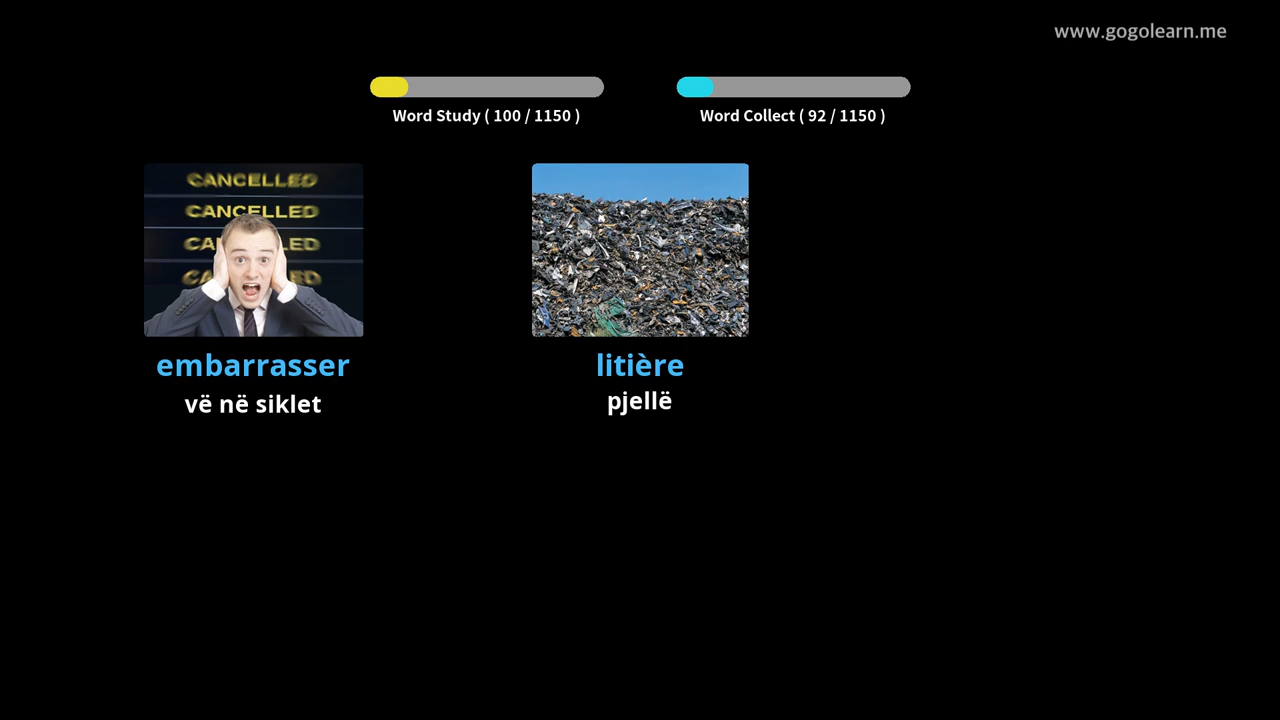 www.gogolearn.me
Word Study ( 100 / 1150 )
Word Collect ( 92 / 1150 )
CANCELLED
CANCELLED
embarrasser
vë në siklet
litière
pjellë